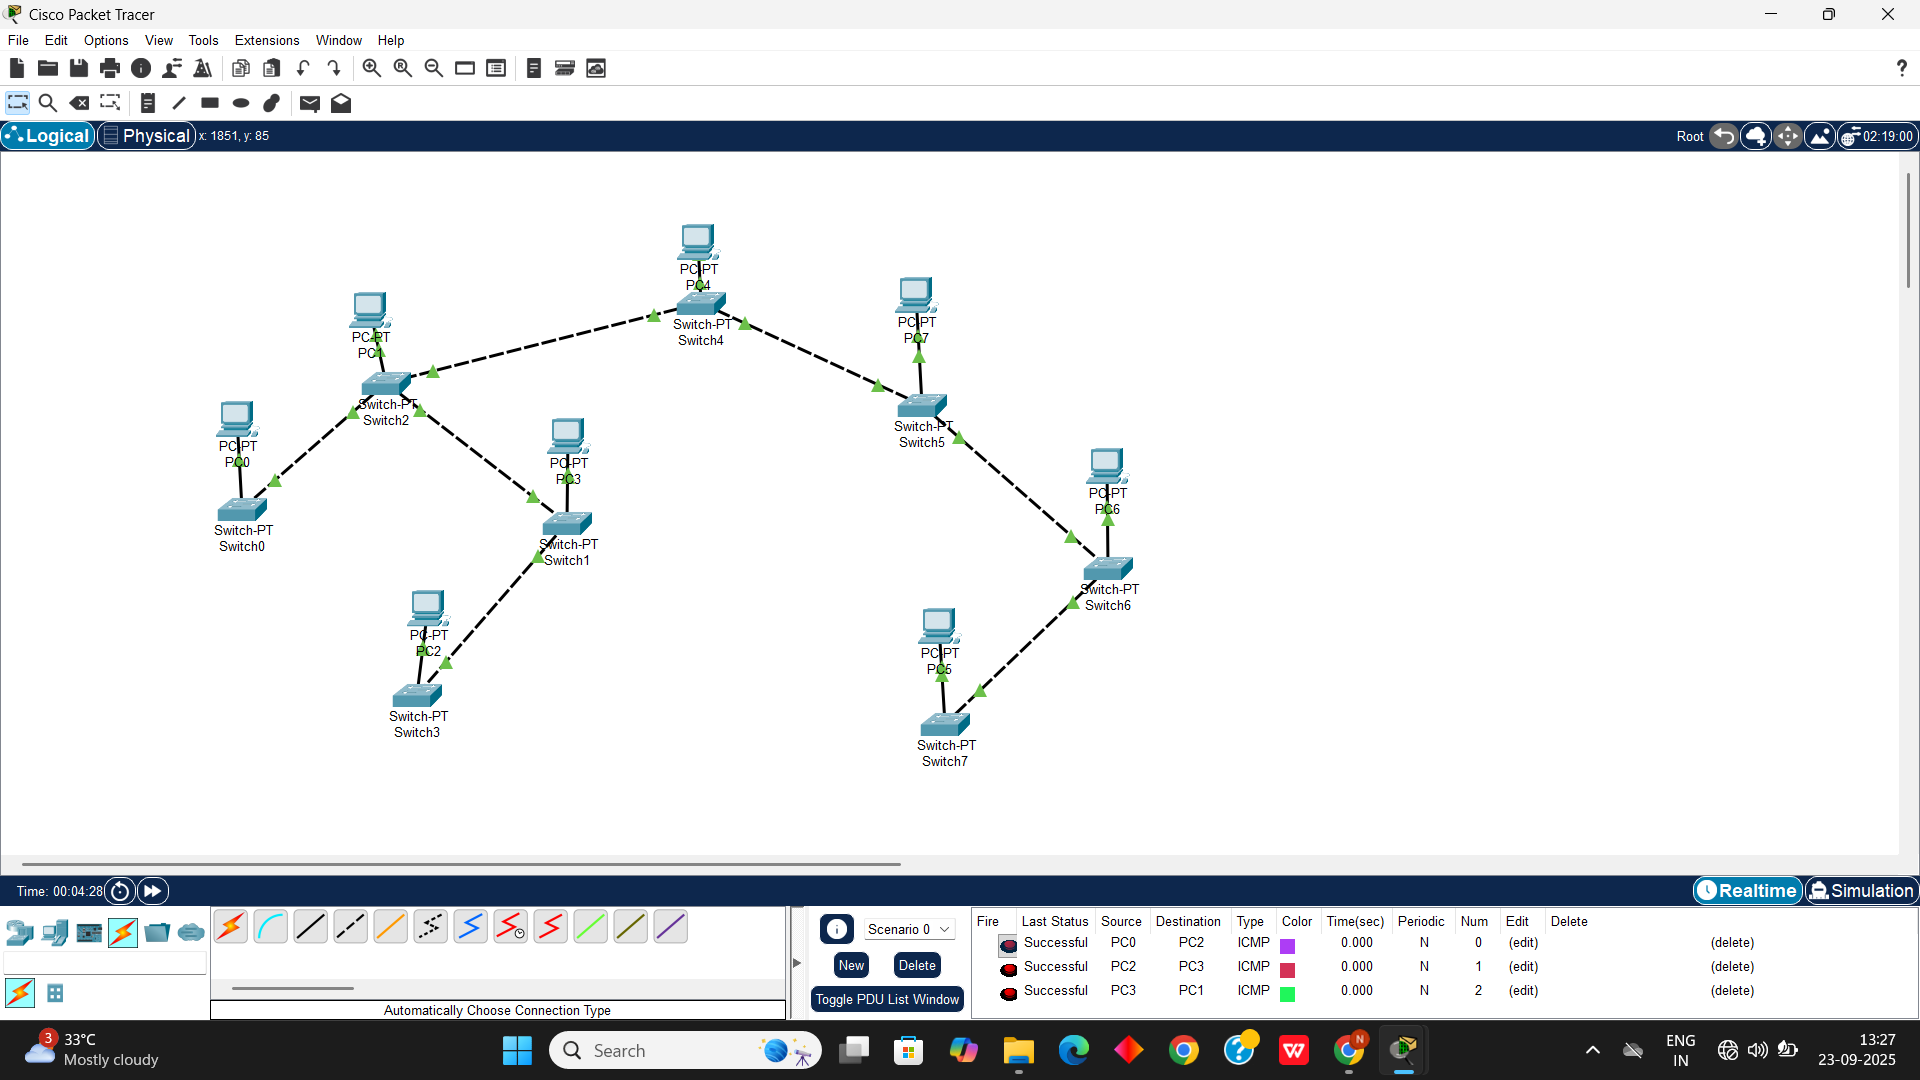 Cisco Packet Tracer
File Edit Options View Tools Extensions Window Help
?
Logical Physical x: 1851, y: 85 Root 02:19:00
PC-PT
PC4
Switch-PT
Switch4
PC-PT
PC7
Switch-PT
Switch5
PC-PT
PC1
Switch-PT
Switch2
PC-PT
PC0
Switch-PT
Switch0
PC-PT
PC3
Switch-PT
Switch1
PC-PT
PC6
Switch-PT
Switch6
PC-PT
PC2
Switch-PT
Switch3
PC-PT
PC5
Switch-PT
Switch7
Time: 00:04:28 Realtime Simulation
Automatically Choose Connection Type
Scenario 0
New Delete
Toggle PDU List Window
Fire Last Status Source Destination Type Color Time(sec) Periodic Num Edit Delete
Successful PC0 PC2 ICMP 0.000 N 0 (edit) (delete)
Successful PC2 PC3 ICMP 0.000 N 1 (edit) (delete)
Successful PC3 PC1 ICMP 0.000 N 2 (edit) (delete)
3
33°C
Mostly cloudy
Search
W
N
ENG
IN
13:27
23-09-2025